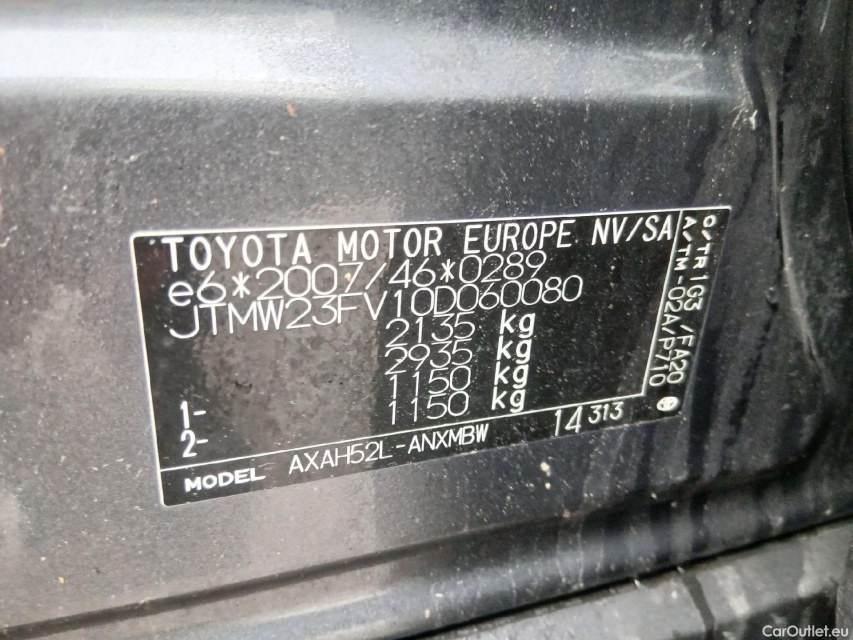 TOYOTA MOTOR EUROPE NV/SA
e6*2007/46*0289
JTMW23FV10D060080
2135 kg
2935 kg
1- 1150 kg
2- 1150 kg
MODEL AXAH52L-ANXMBW 14 313
C/TR 1G3 /FA20
A/TM -02A/P710
CarOutlet.eu